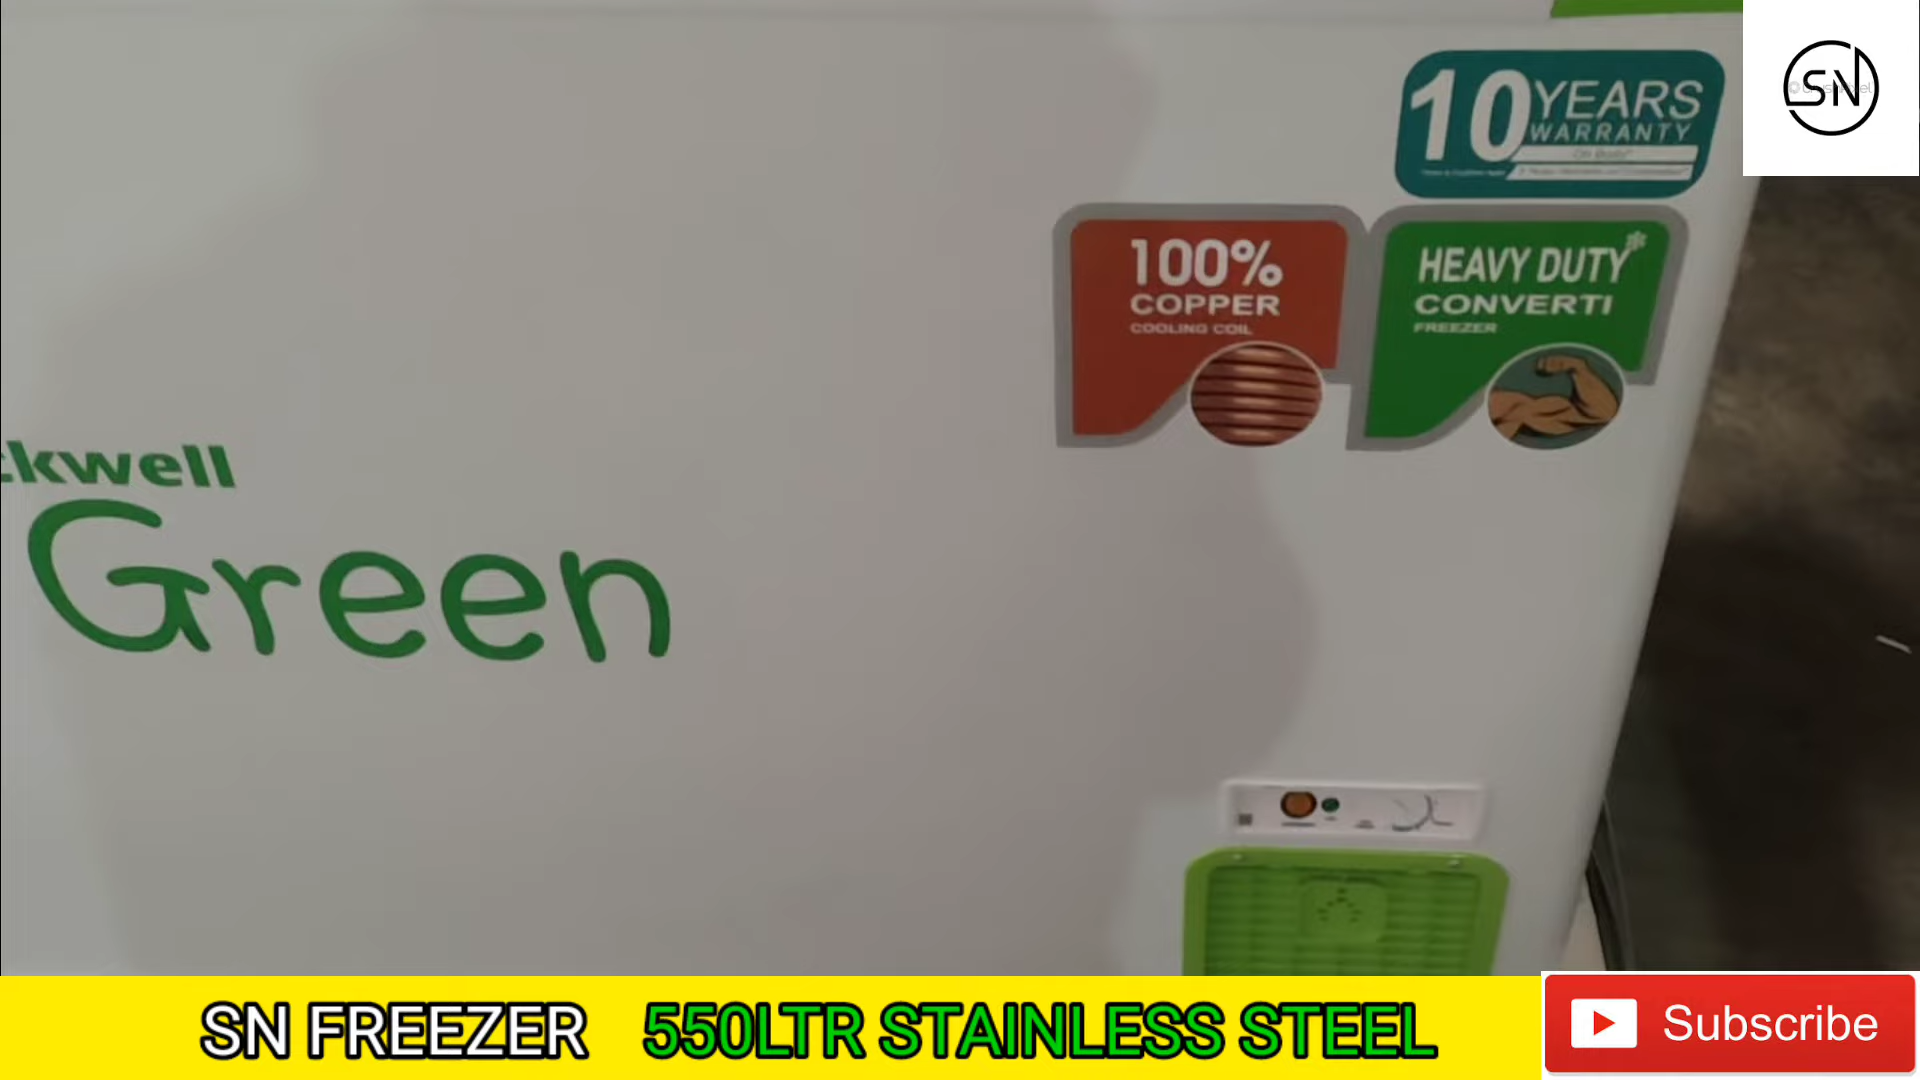 10 YEARS
WARRANTY
SN
100%
COPPER
COOLING COIL
HEAVY DUTY*
CONVERTI
FREEZER
ckwell
Green
SN FREEZER 550LTR STAINLESS STEEL
Subscribe